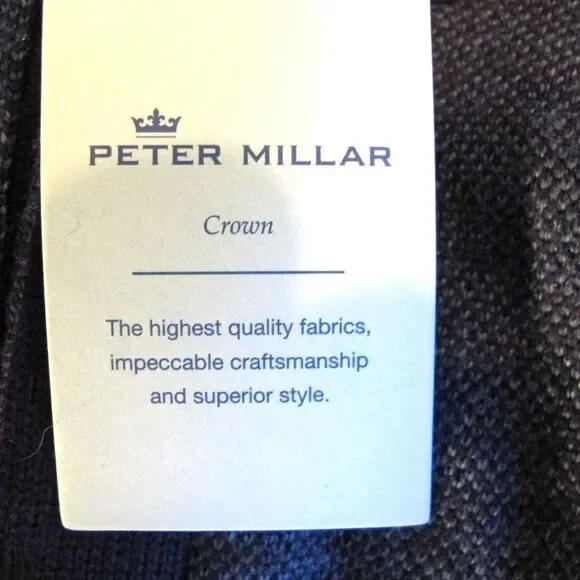 PETER MILLAR
Crown
The highest quality fabrics,
impeccable craftsmanship
and superior style.